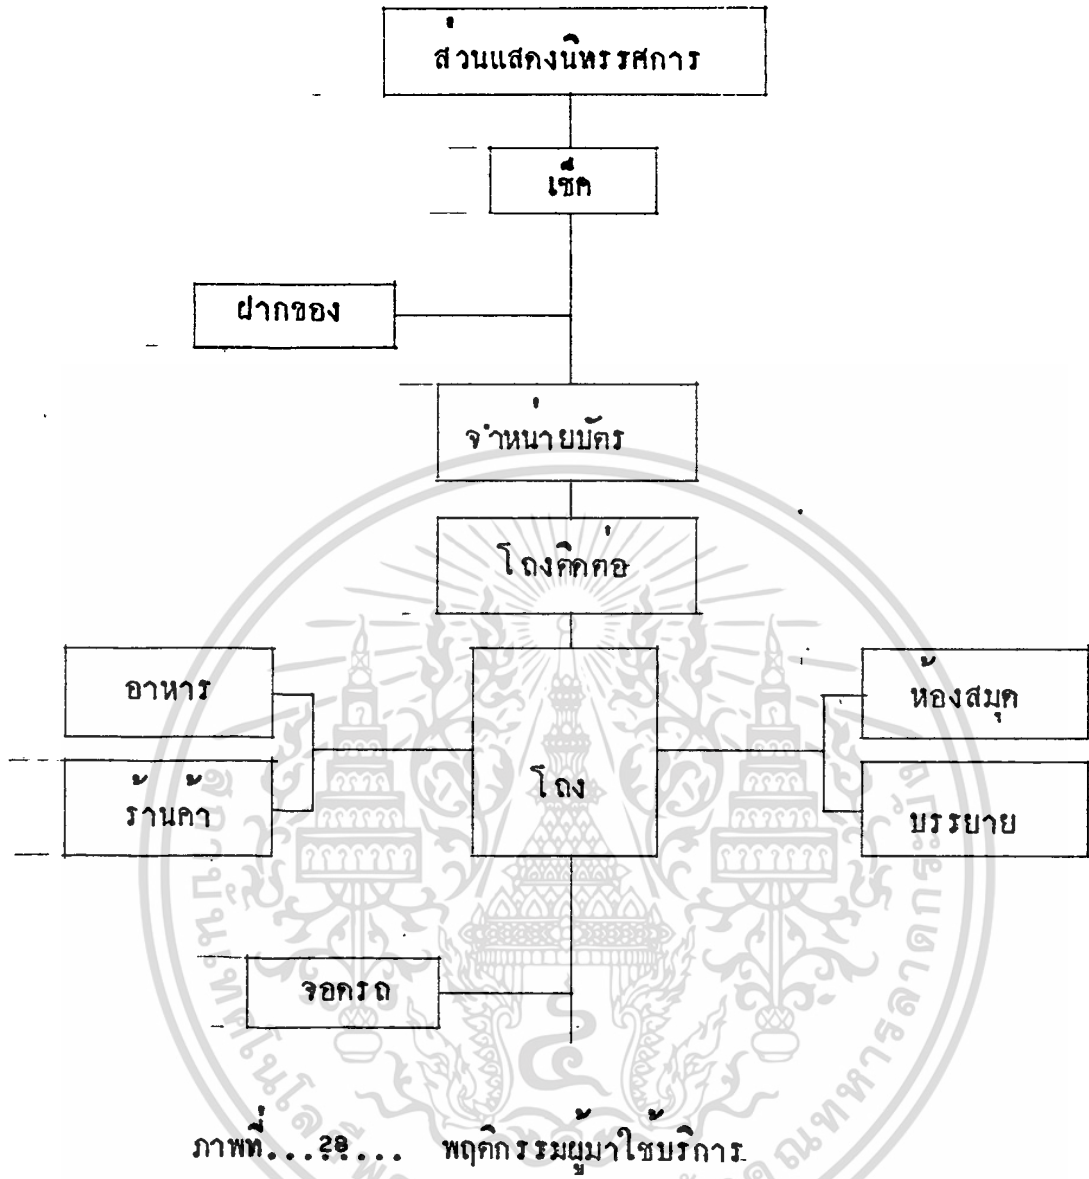 ส่วนแสดงนิทรรศการ
เช็ค
ฝากของ
จำหน่ายบัตร
โถงติดต่อ
อาหาร
ห้องสมุด
โถง
ร้านค้า
บรรยาย
จอดรถ
ภาพที่...28... พฤติกรรมผู้มาใช้บริการ